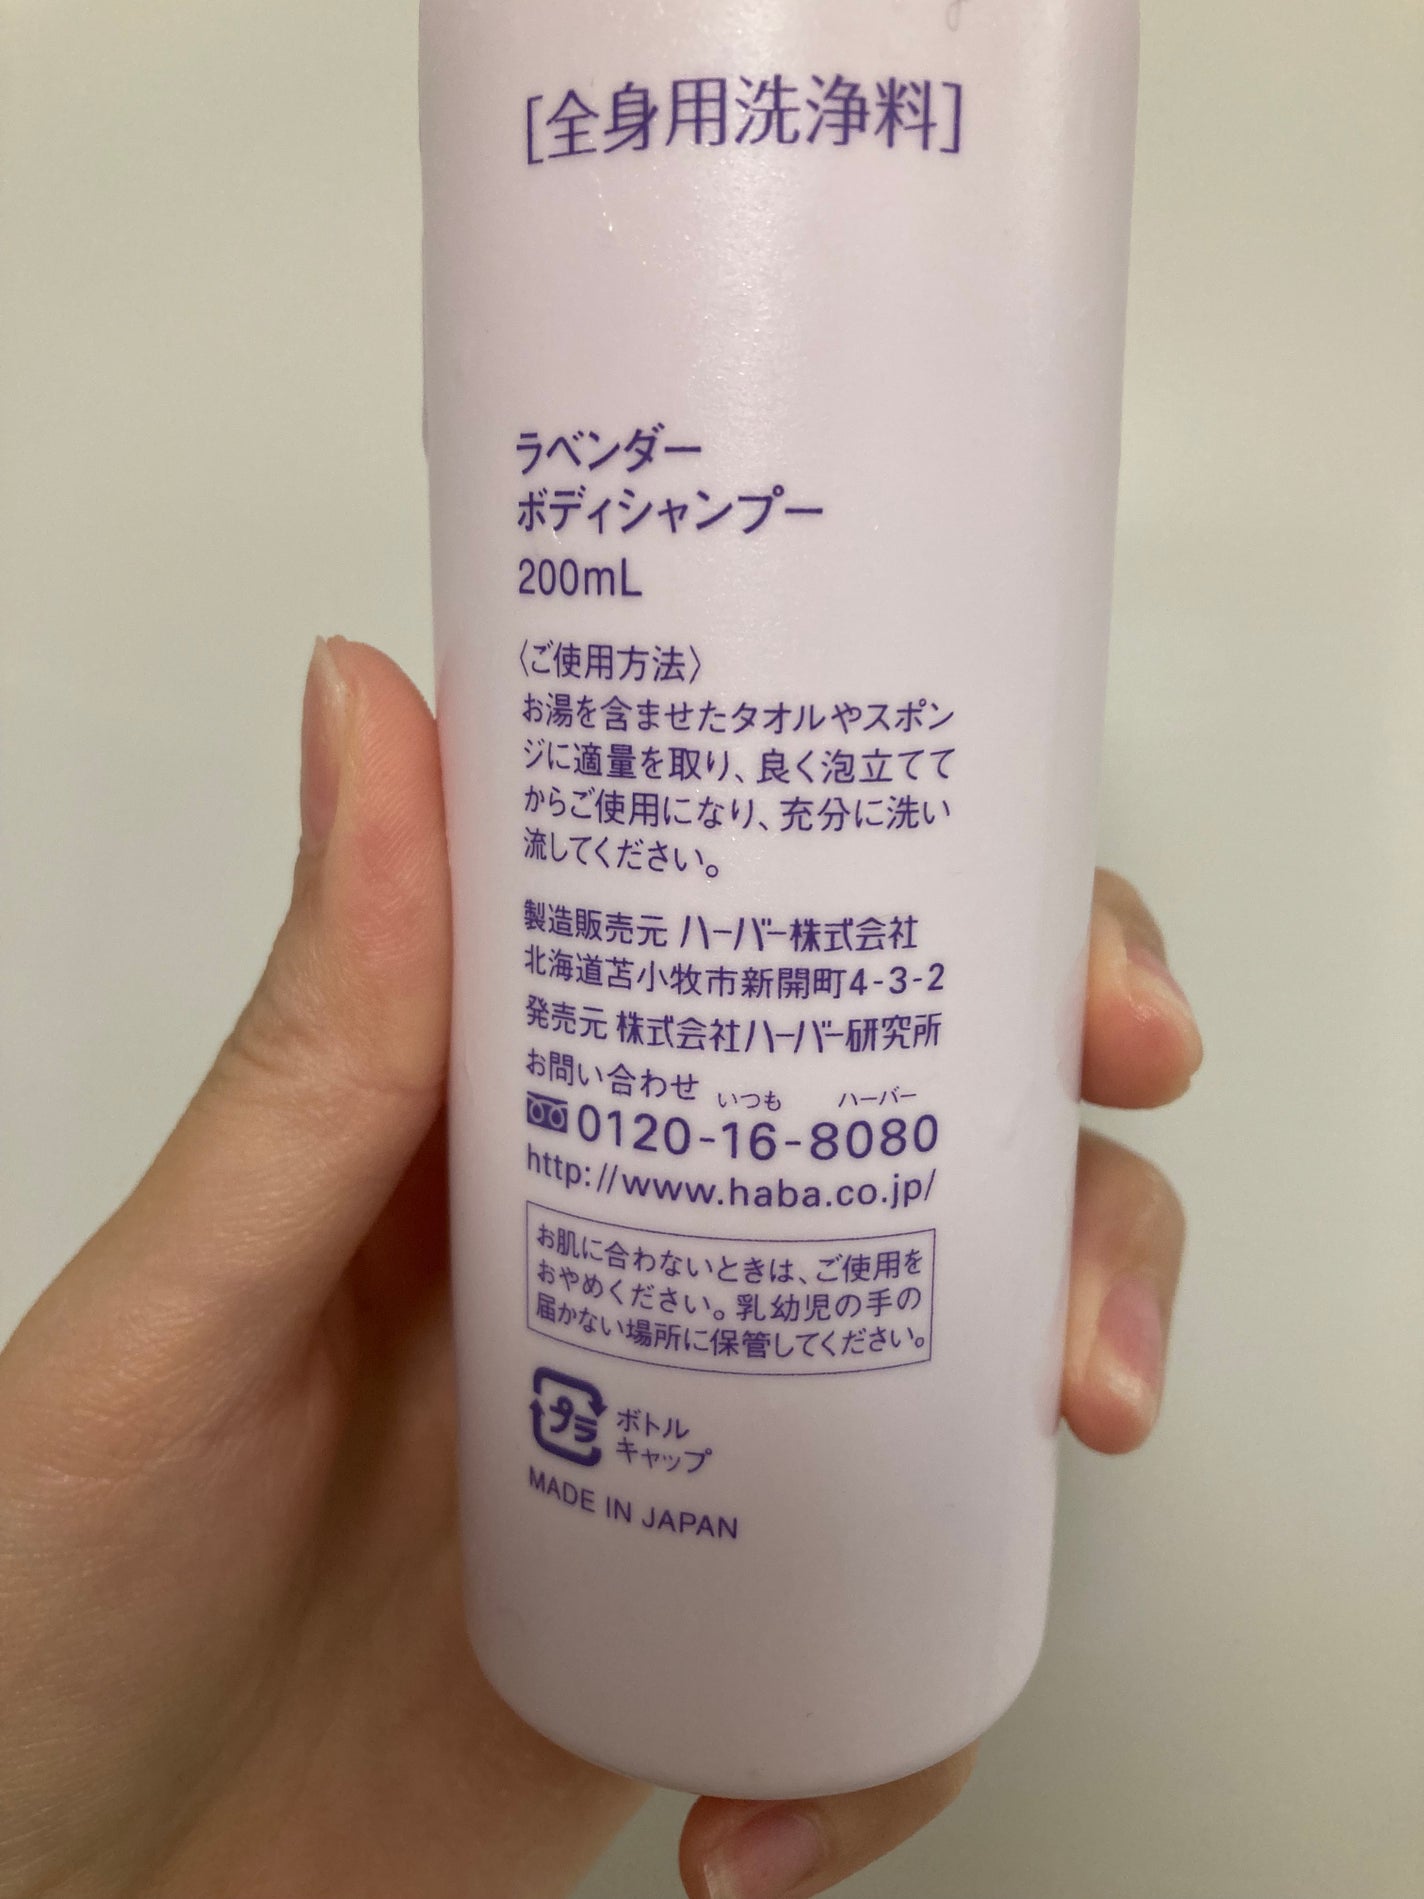 [全身用洗浄料]
ラベンダー
ボディシャンプー
200mL
〈ご使用方法〉
お湯を含ませたタオルやスポン
ジに適量を取り、良く泡立てて
からご使用になり、充分に洗い
流してください。
製造販売元 ハーバー株式会社
北海道苫小牧市新開町4-3-2
発売元 株式会社ハーバー研究所
お問い合わせ
いつも ハーバー
0120-16-8080
http://www.haba.co.jp/
お肌に合わないときは、ご使用を
おやめください。乳幼児の手の
届かない場所に保管してください。
プラ
ボトル
キャップ
MADE IN JAPAN